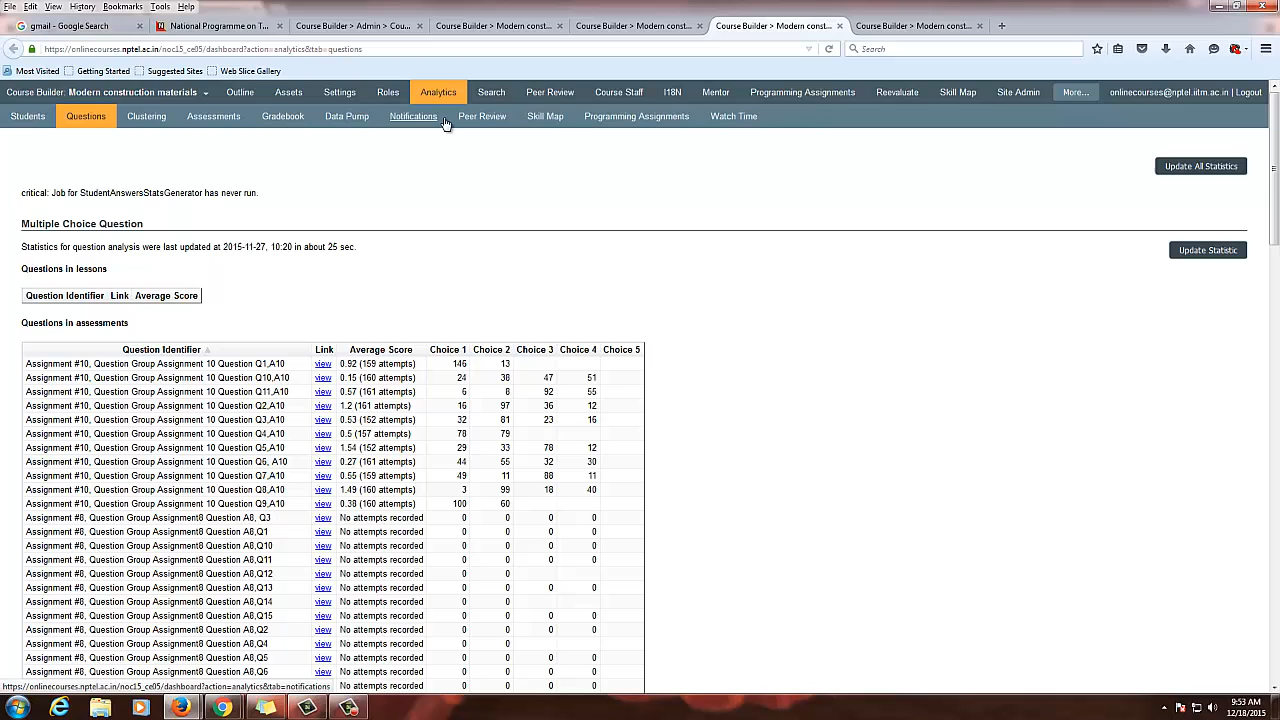 File Edit View History Bookmarks Tools Help
gmail - Google Search × National Programme on T... × Course Builder > Admin > Cou... × Course Builder > Modern const... × Course Builder > Modern const... × Course Builder > Modern const... × Course Builder > Modern const... × +
https://onlinecourses.nptel.ac.in/noc15_ce05/dashboard?action=analytics&tab=questions Search
Most Visited Getting Started Suggested Sites Web Slice Gallery
Course Builder: Modern construction materials Outline Assets Settings Roles Analytics Search Peer Review Course Staff I18N Mentor Programming Assignments Reevaluate Skill Map Site Admin More... onlinecourses@nptel.iitm.ac.in | Logout
Students Questions Clustering Assessments Gradebook Data Pump Notifications Peer Review Skill Map Programming Assignments Watch Time
Update All Statistics
critical: Job for StudentAnswersStatsGenerator has never run.
Multiple Choice Question
Statistics for question analysis were last updated at 2015-11-27, 10:20 in about 25 sec.
Update Statistic
Questions in lessons
Question Identifier Link Average Score
Questions in assessments
Question Identifier Link Average Score Choice 1 Choice 2 Choice 3 Choice 4 Choice 5
Assignment #10, Question Group Assignment 10 Question Q1,A10 view 0.92 (159 attempts) 146 13
Assignment #10, Question Group Assignment 10 Question Q10,A10 view 0.15 (160 attempts) 24 38 47 51
Assignment #10, Question Group Assignment 10 Question Q11,A10 view 0.57 (161 attempts) 6 8 92 55
Assignment #10, Question Group Assignment 10 Question Q2,A10 view 1.2 (161 attempts) 16 97 36 12
Assignment #10, Question Group Assignment 10 Question Q3,A10 view 0.53 (152 attempts) 32 81 23 16
Assignment #10, Question Group Assignment 10 Question Q4,A10 view 0.5 (157 attempts) 78 79
Assignment #10, Question Group Assignment 10 Question Q5,A10 view 1.54 (152 attempts) 29 33 78 12
Assignment #10, Question Group Assignment 10 Question Q6, A10 view 0.27 (161 attempts) 44 55 32 30
Assignment #10, Question Group Assignment 10 Question Q7,A10 view 0.55 (159 attempts) 49 11 88 11
Assignment #10, Question Group Assignment 10 Question Q8,A10 view 1.49 (160 attempts) 3 99 18 40
Assignment #10, Question Group Assignment 10 Question Q9,A10 view 0.38 (160 attempts) 100 60
Assignment #8, Question Group Assignment8 Question A8, Q3 view No attempts recorded 0 0 0 0
Assignment #8, Question Group Assignment8 Question A8,Q1 view No attempts recorded 0 0 0 0
Assignment #8, Question Group Assignment8 Question A8,Q10 view No attempts recorded 0 0 0 0
Assignment #8, Question Group Assignment8 Question A8,Q11 view No attempts recorded 0 0 0 0
Assignment #8, Question Group Assignment8 Question A8,Q12 view No attempts recorded 0 0
Assignment #8, Question Group Assignment8 Question A8,Q13 view No attempts recorded 0 0 0 0
Assignment #8, Question Group Assignment8 Question A8,Q14 view No attempts recorded 0 0
Assignment #8, Question Group Assignment8 Question A8,Q15 view No attempts recorded 0 0 0 0
Assignment #8, Question Group Assignment8 Question A8,Q2 view No attempts recorded 0 0 0 0
Assignment #8, Question Group Assignment8 Question A8,Q4 view No attempts recorded 0 0 0 0
Assignment #8, Question Group Assignment8 Question A8,Q5 view No attempts recorded 0 0 0 0
Assignment #8, Question Group Assignment8 Question A8,Q6 view No attempts recorded 0 0 0 0
https://onlinecourses.nptel.ac.in/noc15_ce05/dashboard?action=analytics&tab=notifications No attempts recorded 0 0 0 0
9:53 AM
12/18/2015